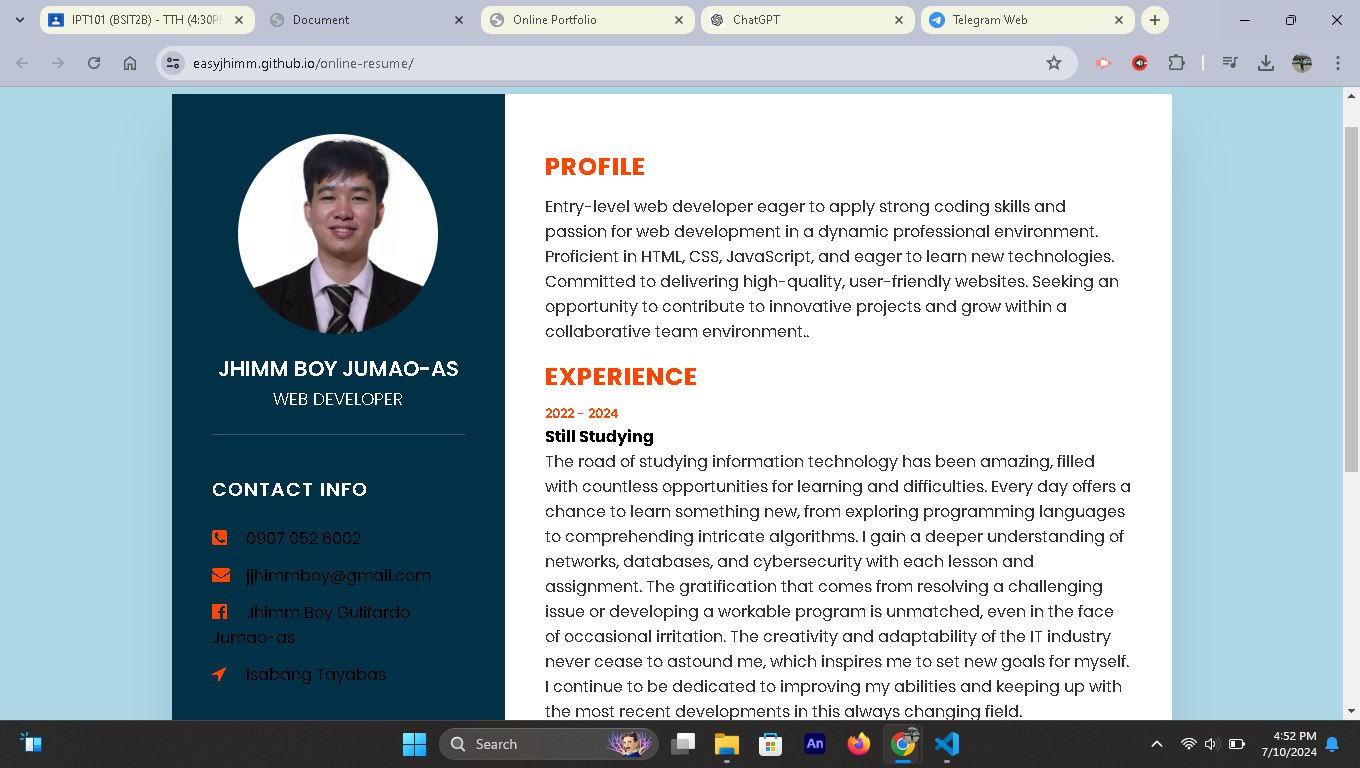 IPT101 (BSIT2B) - TTH (4:30P
Document
Online Portfolio
ChatGPT
Telegram Web
easyjhimm.github.io/online-resume/
JHIMM BOY JUMAO-AS
WEB DEVELOPER
CONTACT INFO
0907 052 6002
jjhimmboy@gmail.com
Jhimm Boy Gulifardo
Jumao-as
Isabang Tayabas
PROFILE
Entry-level web developer eager to apply strong coding skills and
passion for web development in a dynamic professional environment.
Proficient in HTML, CSS, JavaScript, and eager to learn new technologies.
Committed to delivering high-quality, user-friendly websites. Seeking an
opportunity to contribute to innovative projects and grow within a
collaborative team environment..
EXPERIENCE
2022 - 2024
Still Studying
The road of studying information technology has been amazing, filled
with countless opportunities for learning and difficulties. Every day offers a
chance to learn something new, from exploring programming languages
to comprehending intricate algorithms. I gain a deeper understanding of
networks, databases, and cybersecurity with each lesson and
assignment. The gratification that comes from resolving a challenging
issue or developing a workable program is unmatched, even in the face
of occasional irritation. The creativity and adaptability of the IT industry
never cease to astound me, which inspires me to set new goals for myself.
I continue to be dedicated to improving my abilities and keeping up with
the most recent developments in this always changing field.
Search
An
4:52 PM
7/10/2024